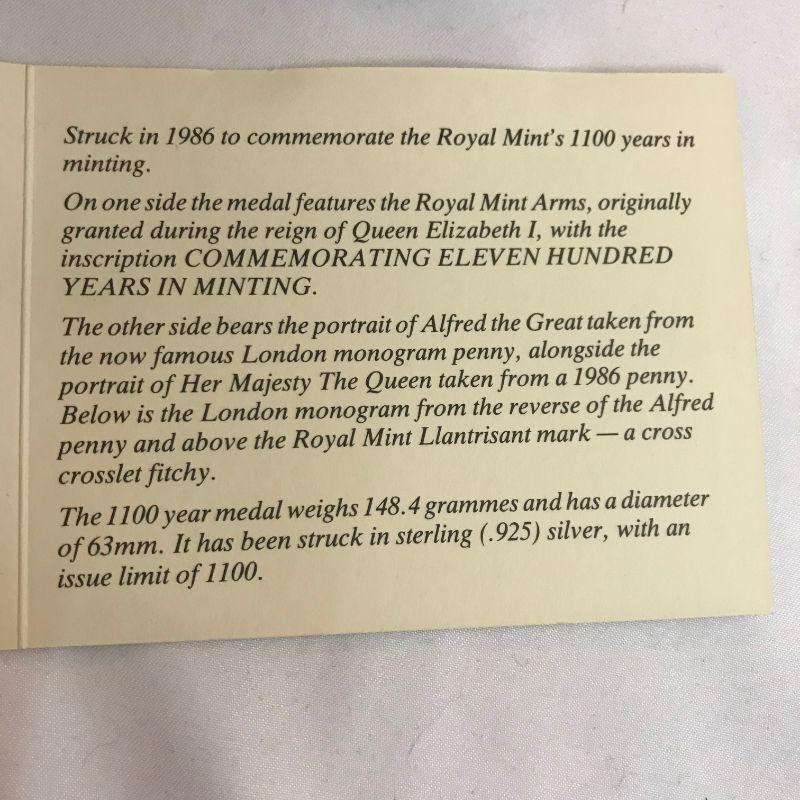 Struck in 1986 to commemorate the Royal Mint's 1100 years in
minting.
On one side the medal features the Royal Mint Arms, originally
granted during the reign of Queen Elizabeth I, with the
inscription COMMEMORATING ELEVEN HUNDRED
YEARS IN MINTING.
The other side bears the portrait of Alfred the Great taken from
the now famous London monogram penny, alongside the
portrait of Her Majesty The Queen taken from a 1986 penny.
Below is the London monogram from the reverse of the Alfred
penny and above the Royal Mint Llantrisant mark — a cross
crosslet fitchy.
The 1100 year medal weighs 148.4 grammes and has a diameter
of 63mm. It has been struck in sterling (.925) silver, with an
issue limit of 1100.